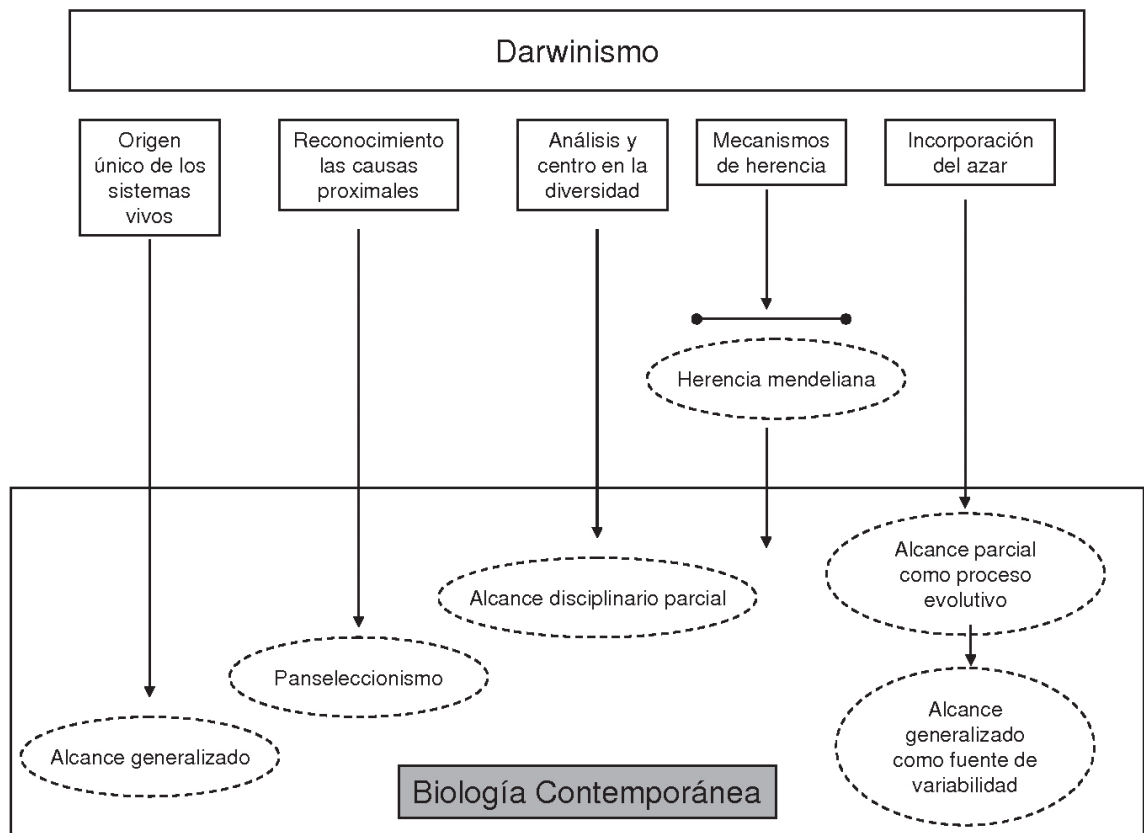 Darwinismo
Origen
único de los
sistemas
vivos
Reconocimiento
las causas
proximales
Análisis y
centro en la
diversidad
Mecanismos
de herencia
Incorporación
del azar
Herencia mendeliana
Alcance parcial
como proceso
evolutivo
Alcance disciplinario parcial
Panseleccionismo
Alcance
generalizado
como fuente de
variabilidad
Alcance generalizado
Biología Contemporánea